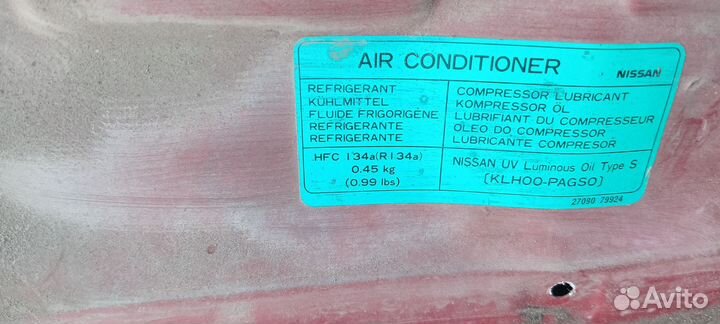 AIR CONDITIONER
NISSAN
REFRIGERANT
KÜHLMITTEL
FLUIDE FRIGORIGÈNE
REFRIGERANTE
REFRIGERANTE
COMPRESSOR LUBRICANT
KOMPRESSOR ÖL
LUBRIFIANT DU COMPRESSEUR
OLEO DO COMPRESSOR
LUBRICANTE COMPRESOR
HFC 134a(R134a)
0.45 kg
(0.99 lbs)
NISSAN UV Luminous Oil Type S
[KLH00-PAGS0]
27090 79924
Avito